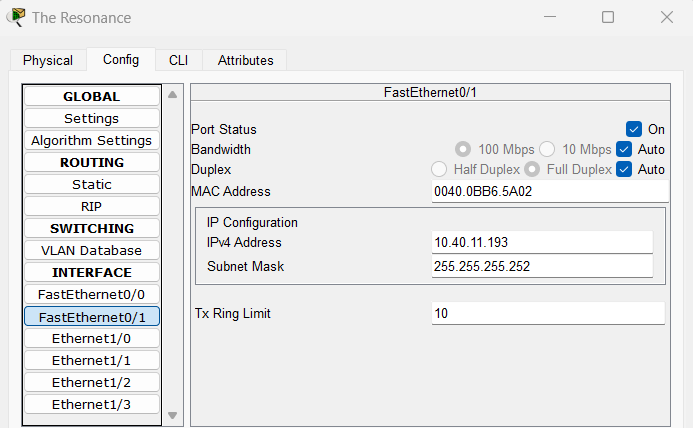 The Resonance
Physical Config CLI Attributes
GLOBAL
Settings
Algorithm Settings
ROUTING
Static
RIP
SWITCHING
VLAN Database
INTERFACE
FastEthernet0/0
FastEthernet0/1
Ethernet1/0
Ethernet1/1
Ethernet1/2
Ethernet1/3
FastEthernet0/1
Port Status On
Bandwidth 100 Mbps 10 Mbps Auto
Duplex Half Duplex Full Duplex Auto
MAC Address 0040.0BB6.5A02
IP Configuration
IPv4 Address 10.40.11.193
Subnet Mask 255.255.255.252
Tx Ring Limit 10